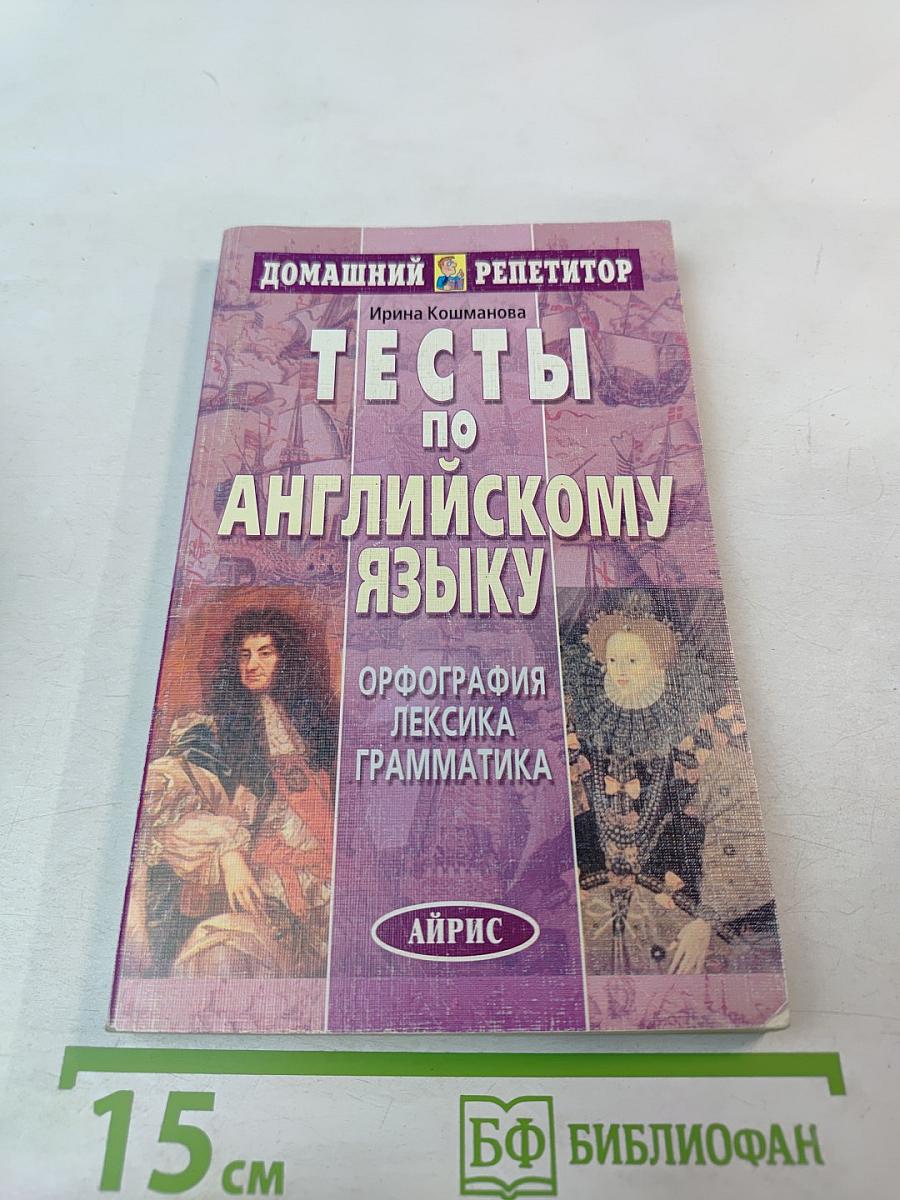 ДОМАШНИЙ РЕПЕТИТОР
Ирина Кошманова
ТЕСТЫ
ПО
АНГЛИЙСКОМУ
ЯЗЫКУ
ОРФОГРАФИЯ
ЛЕКСИКА
ГРАММАТИКА
АЙРИС
15 см
БФ БИБЛИОФАН